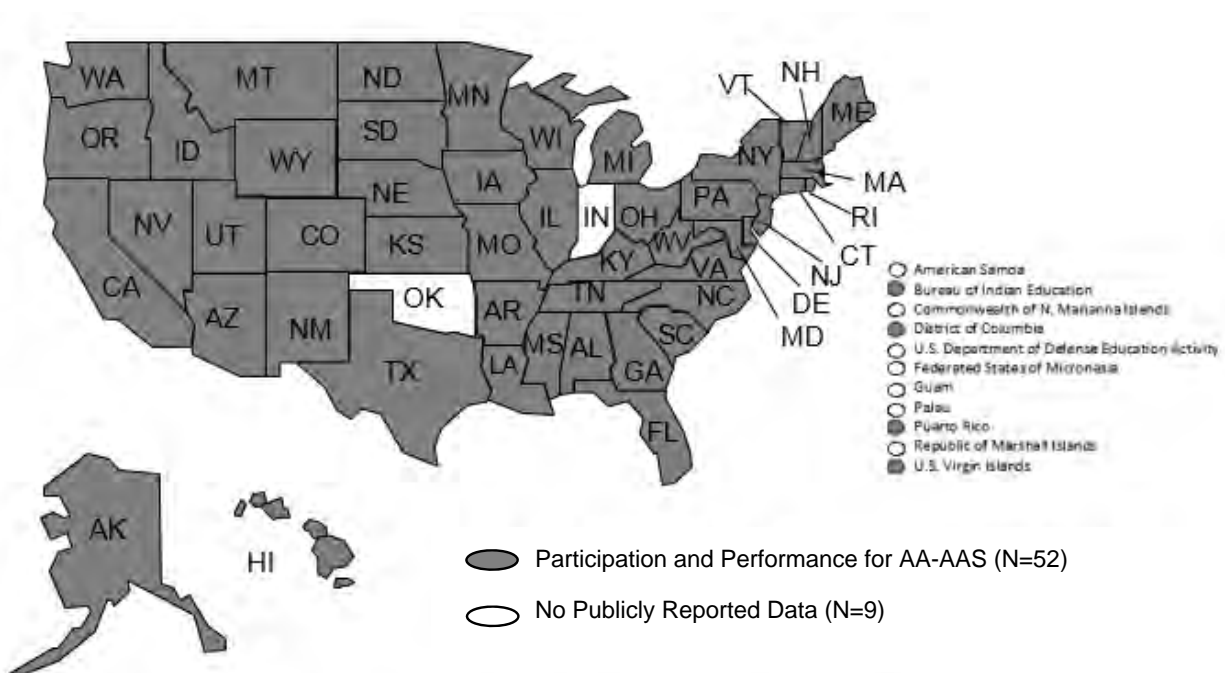 WA
MT
ND
MN
VT
NH
ME
OR
ID
SD
WI
MI
NY
WY
MA
NE
IA
PA
RI
NV
UT
CO
IL
IN
OH
CT
KS
MO
WV
KY
VA
NJ
CA
DE
AZ
NM
OK
AR
TN
NC
MD
MS
AL
SC
TX
LA
GA
FL
American Samoa
Bureau of Indian Education
Commonwealth of N. Marianna Islands
District of Columbia
U.S. Department of Defense Education Activity
Federated States of Micronesia
Guam
Palau
Puerto Rico
Republic of Marshall Islands
U.S. Virgin Islands
AK
HI
Participation and Performance for AA-AAS (N=52)
No Publicly Reported Data (N=9)